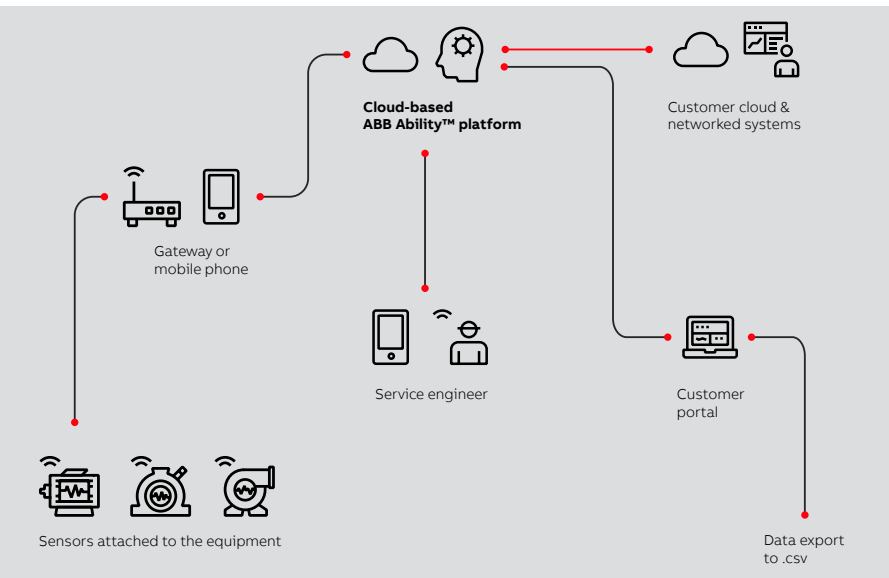 Cloud-based
ABB Ability™ platform
Customer cloud &
networked systems
Gateway or
mobile phone
Service engineer
Customer
portal
Sensors attached to the equipment
Data export
to .csv